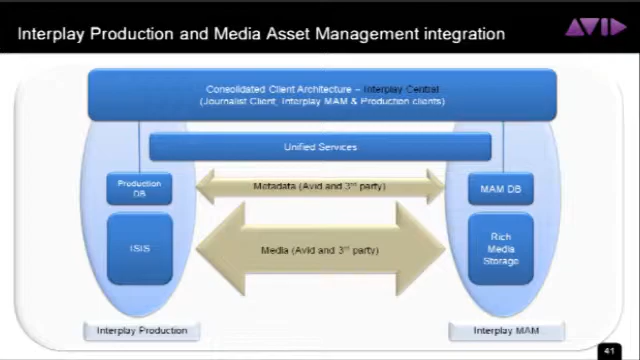 Interplay Production and Media Asset Management integration
AVID
Consolidated Client Architecture – Interplay Central
(Journalist Client, Interplay MAM & Production clients)
Unified Services
Production
DB
Metadata (Avid and 3rd party)
MAM DB
ISIS
Media (Avid and 3rd party)
Rich
Media
Storage
Interplay Production
Interplay MAM
41